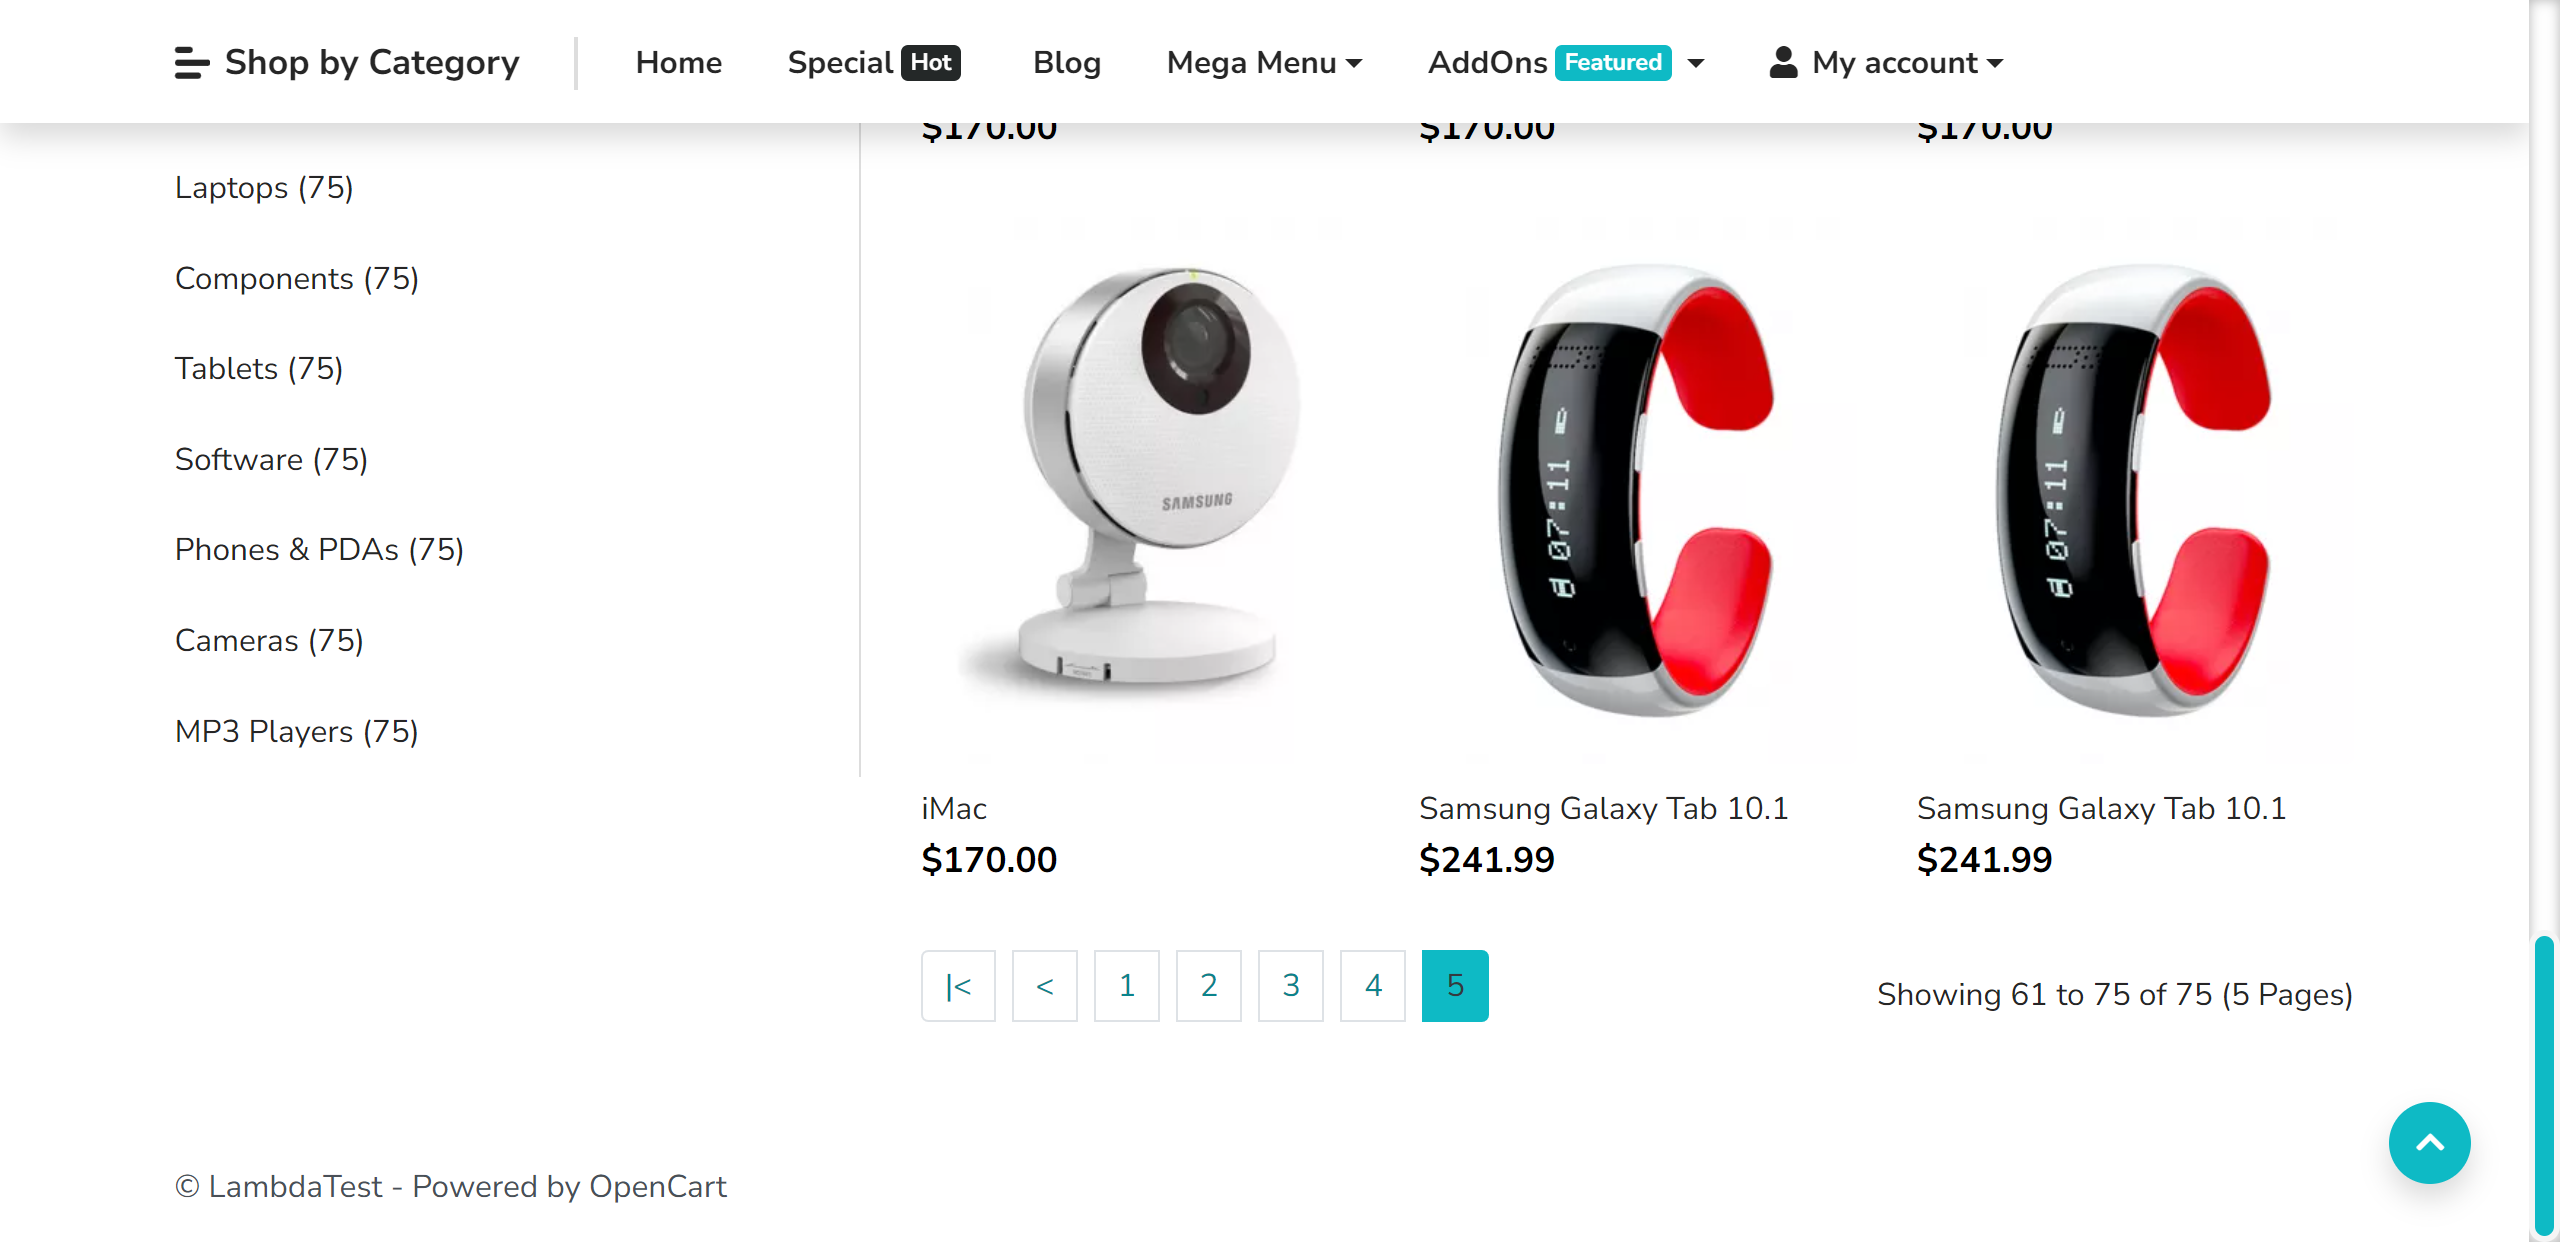 Shop by Category
Home
Special Hot
Blog
Mega Menu
AddOns Featured
My account
$170.00
$170.00
$170.00
Laptops (75)
Components (75)
Tablets (75)
Software (75)
Phones & PDAs (75)
Cameras (75)
MP3 Players (75)
SAMSUNG
07:11
07:11
iMac
$170.00
Samsung Galaxy Tab 10.1
$241.99
Samsung Galaxy Tab 10.1
$241.99
|<
<
1
2
3
4
5
Showing 61 to 75 of 75 (5 Pages)
© LambdaTest - Powered by OpenCart